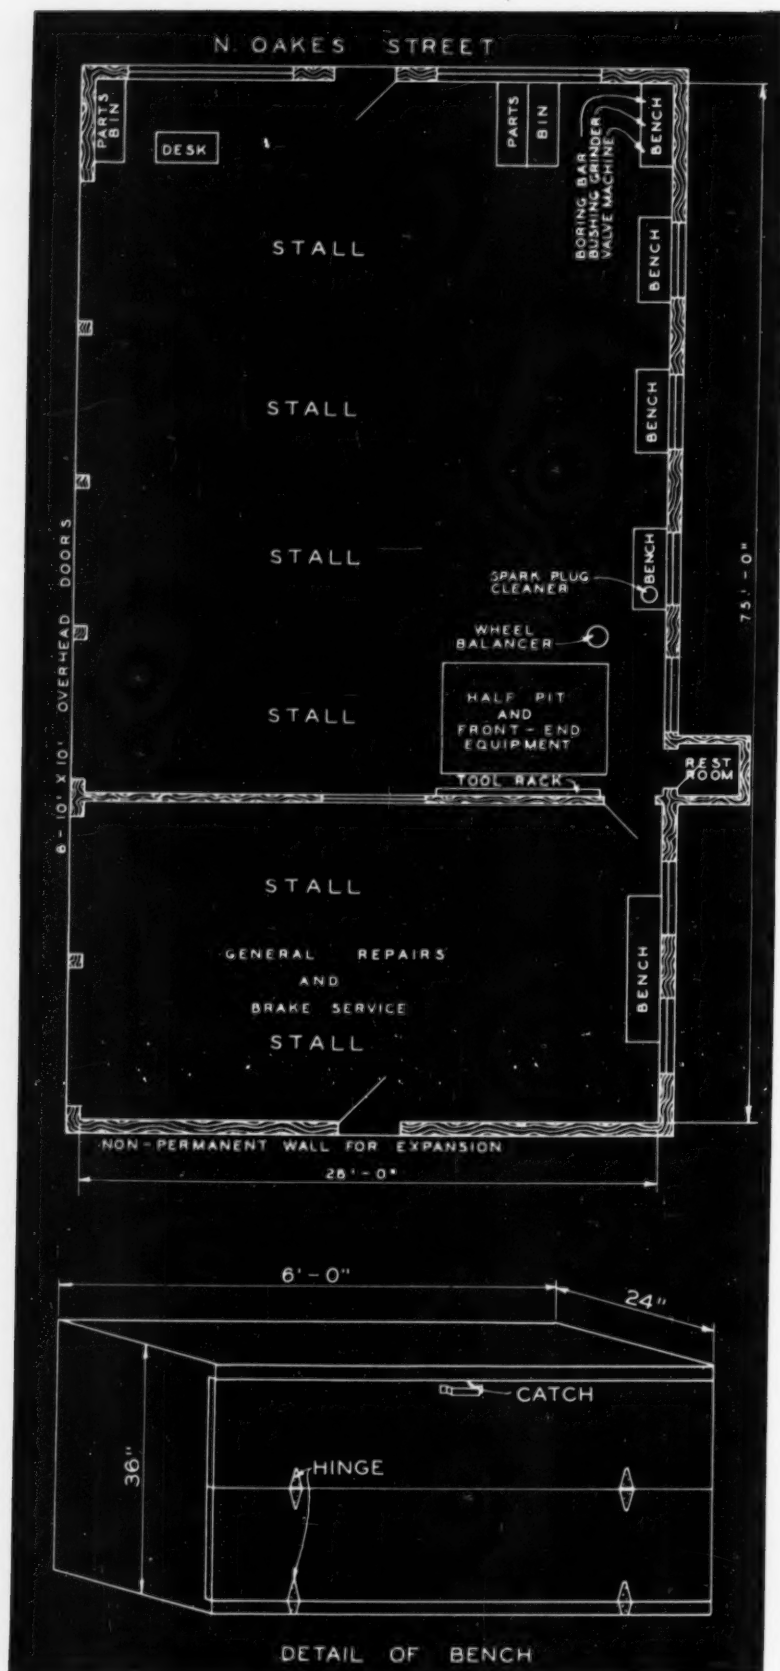 N. OAKES STREET
PARTS
BIN
DESK
PARTS
BIN
BORING BAR
BUSHING GRINDER
VALVE MACHINE
BENCH
STALL
BENCH
STALL
BENCH
8-10' X 10' OVERHEAD DOORS
STALL
SPARK PLUG
CLEANER
BENCH
75'-0"
WHEEL
BALANCER
STALL
HALF PIT
AND
FRONT-END
EQUIPMENT
TOOL RACK
REST
ROOM
STALL
GENERAL REPAIRS
AND
BRAKE SERVICE
BENCH
STALL
NON-PERMANENT WALL FOR EXPANSION
28'-0"
6'-0"
24"
CATCH
36"
HINGE
DETAIL OF BENCH